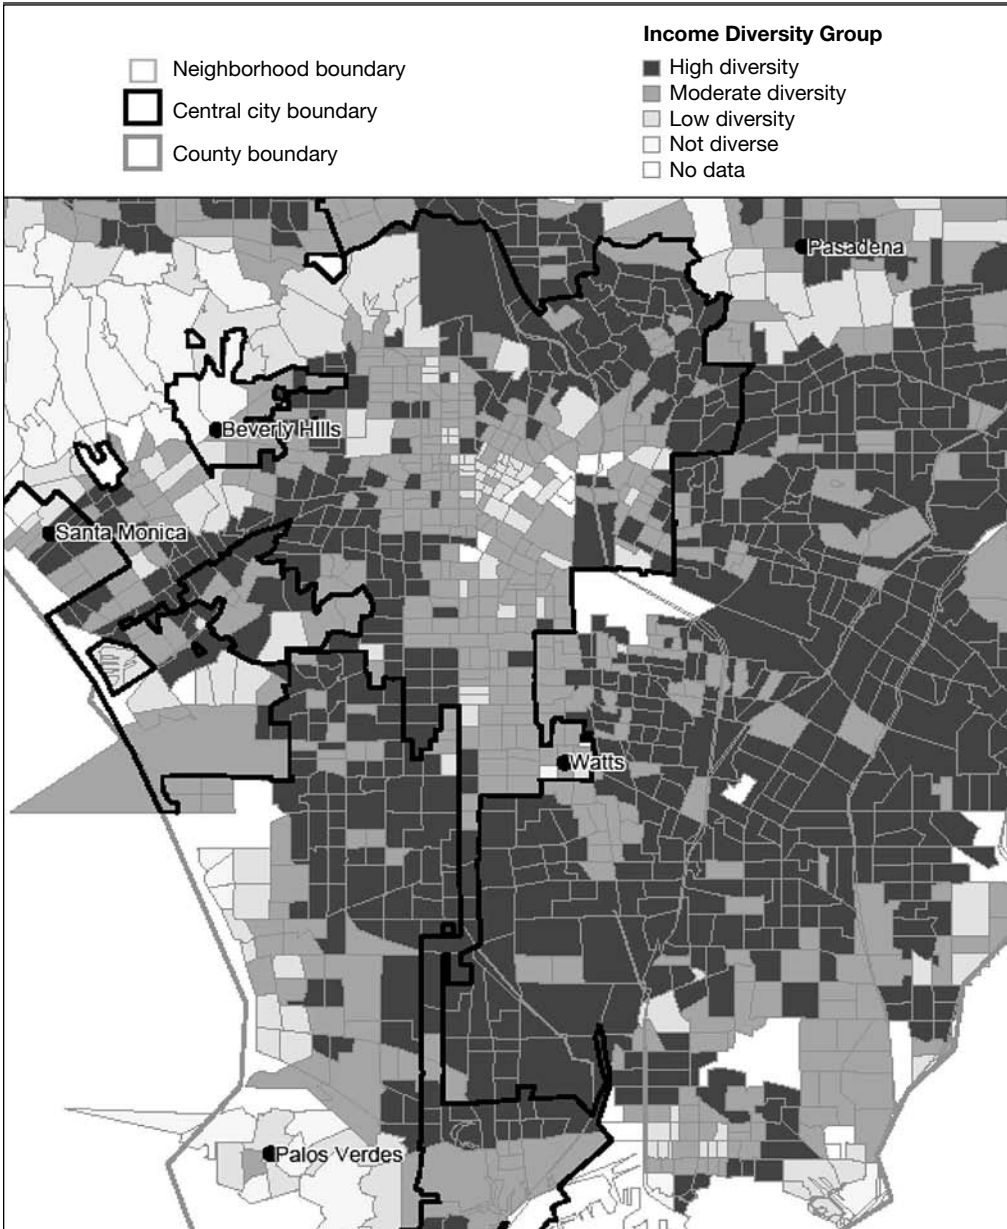 Neighborhood boundary
Central city boundary
County boundary
Income Diversity Group
High diversity
Moderate diversity
Low diversity
Not diverse
No data
Pasadena
Beverly Hills
Santa Monica
Watts
Palos Verdes